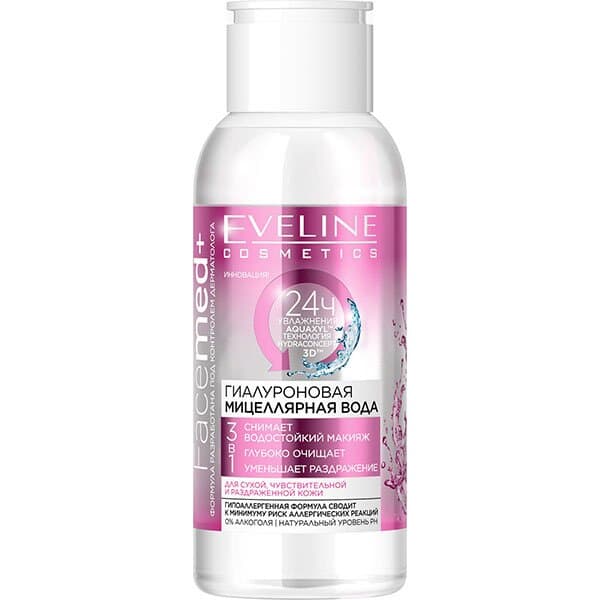 EVELINE
COSMETICS
ИННОВАЦИЯ!
24ч
УВЛАЖНЕНИЯ
AQUAXYL™
ТЕХНОЛОГИЯ
HYDRACONCEPT
3D™
ГИАЛУРОНОВАЯ
МИЦЕЛЛЯРНАЯ ВОДА
3 В 1
СНИМАЕТ
ВОДОСТОЙКИЙ МАКИЯЖ
ГЛУБОКО ОЧИЩАЕТ
УМЕНЬШАЕТ РАЗДРАЖЕНИЕ
ДЛЯ СУХОЙ, ЧУВСТВИТЕЛЬНОЙ
И РАЗДРАЖЕННОЙ КОЖИ
ГИПОАЛЛЕРГЕННАЯ ФОРМУЛА СВОДИТ
К МИНИМУМУ РИСК АЛЛЕРГИЧЕСКИХ РЕАКЦИЙ
0% АЛКОГОЛЯ | НАТУРАЛЬНЫЙ УРОВЕНЬ PH
Facemed+
ФОРМУЛА РАЗРАБОТАНА ПОД КОНТРОЛЕМ ДЕРМАТОЛОГА